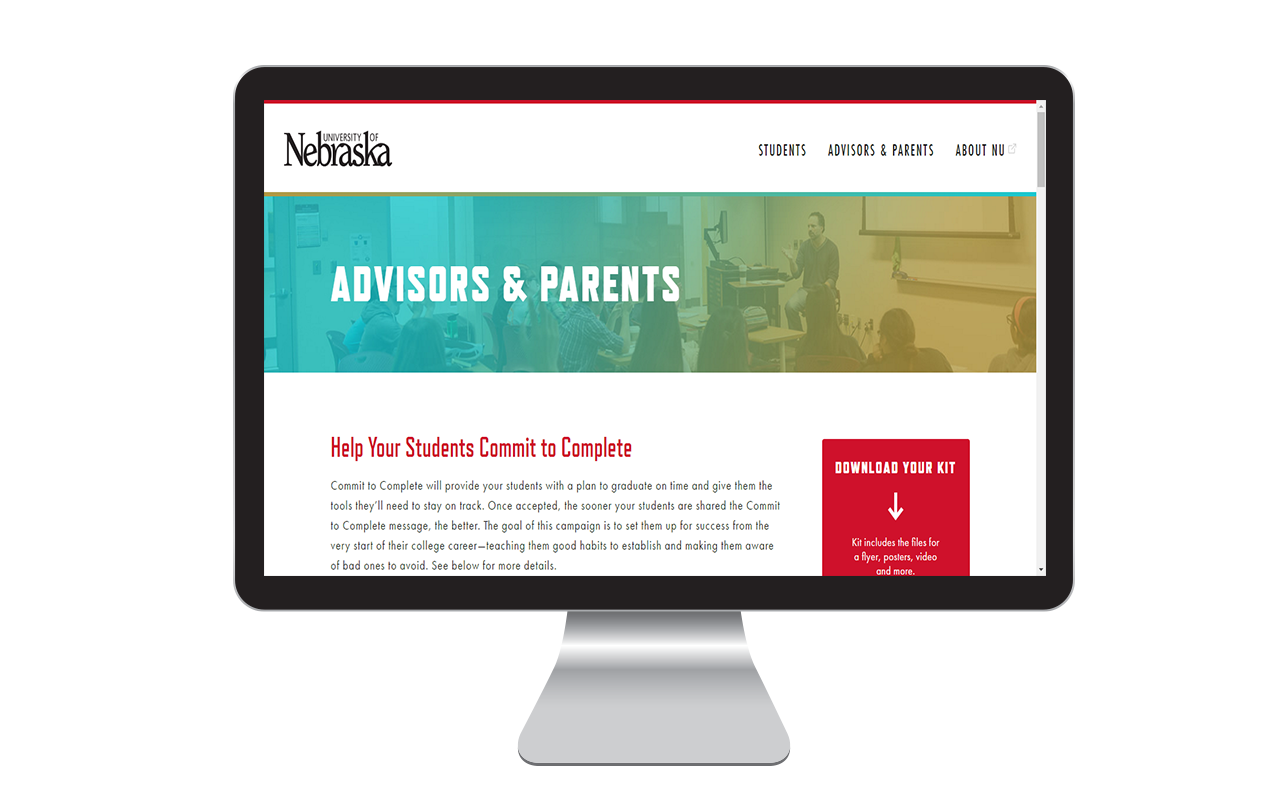 UNIVERSITY OF
Nebraska
STUDENTS ADVISORS & PARENTS ABOUT NU
ADVISORS & PARENTS
Help Your Students Commit to Complete
Commit to Complete will provide your students with a plan to graduate on time and give them the
tools they'll need to stay on track. Once accepted, the sooner your students are shared the Commit
to Complete message, the better. The goal of this campaign is to set them up for success from the
very start of their college career—teaching them good habits to establish and making them aware
of bad ones to avoid. See below for more details.
DOWNLOAD YOUR KIT
Kit includes the files for
a flyer, posters, video
and more.